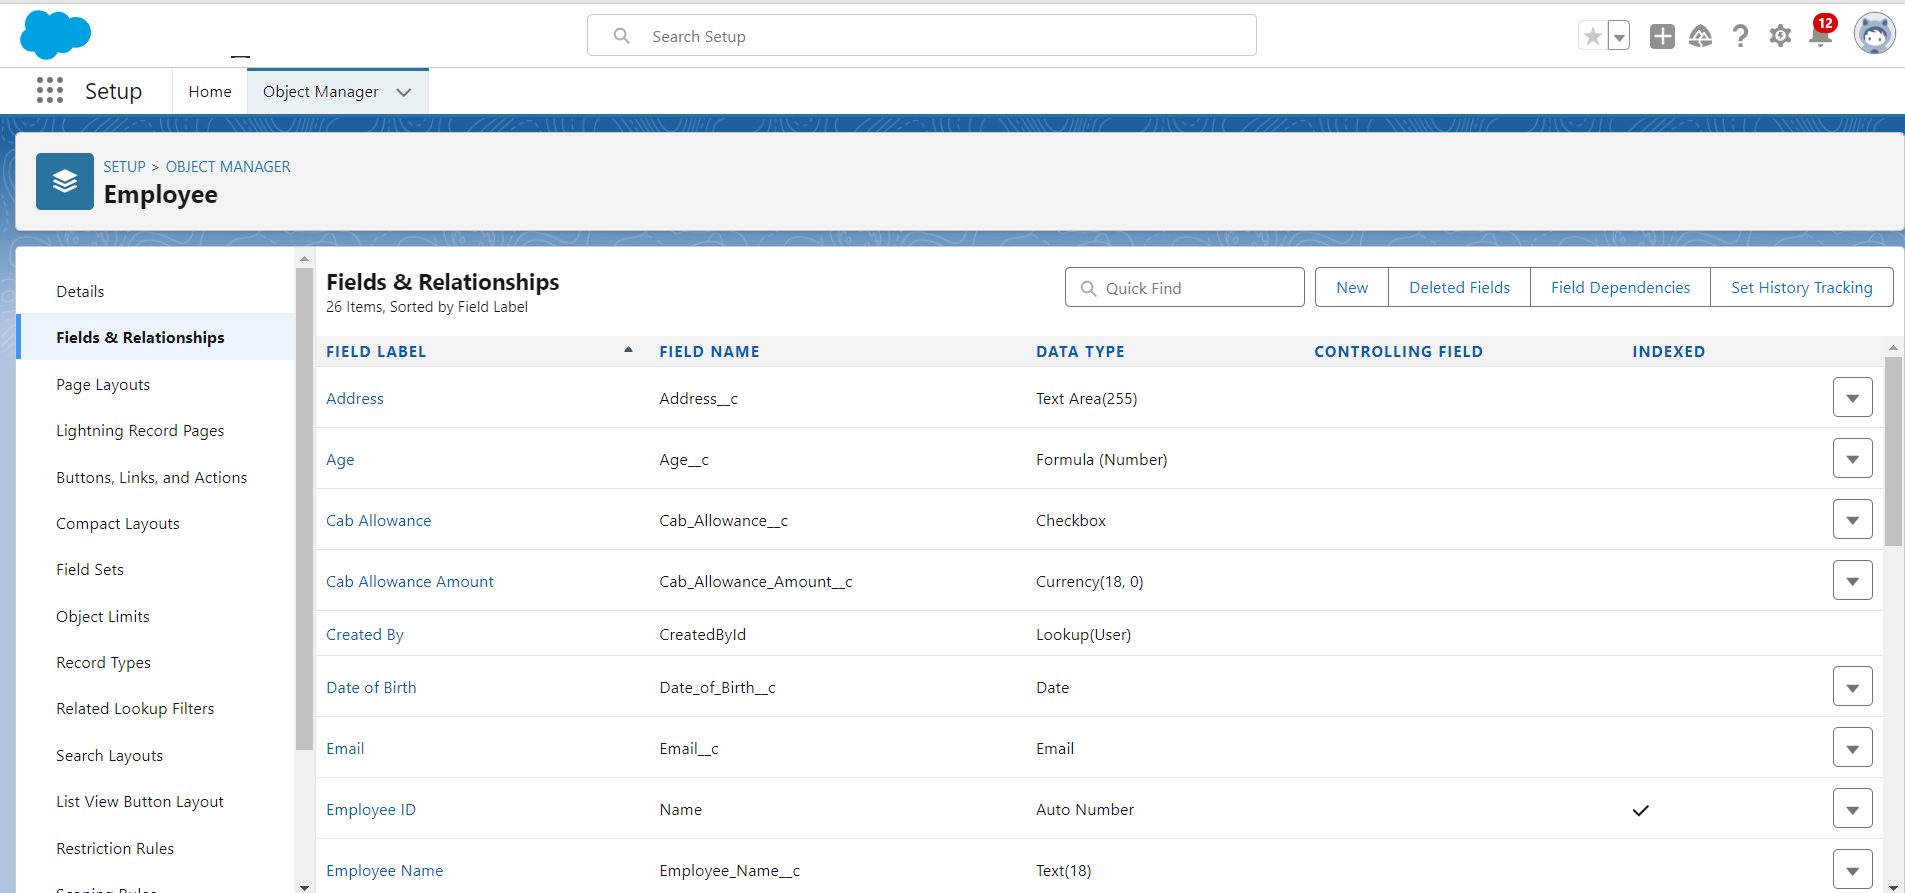 Search Setup
12
Setup
Home
Object Manager
SETUP > OBJECT MANAGER
Employee
Details
Fields & Relationships
Page Layouts
Lightning Record Pages
Buttons, Links, and Actions
Compact Layouts
Field Sets
Object Limits
Record Types
Related Lookup Filters
Search Layouts
List View Button Layout
Restriction Rules
Scoping Rules
Fields & Relationships
26 Items, Sorted by Field Label
Quick Find
New
Deleted Fields
Field Dependencies
Set History Tracking
FIELD LABEL FIELD NAME DATA TYPE CONTROLLING FIELD INDEXED
Address Address__c Text Area(255)
Age Age__c Formula (Number)
Cab Allowance Cab_Allowance__c Checkbox
Cab Allowance Amount Cab_Allowance_Amount__c Currency(18, 0)
Created By CreatedById Lookup(User)
Date of Birth Date_of_Birth__c Date
Email Email__c Email
Employee ID Name Auto Number
Employee Name Employee_Name__c Text(18)